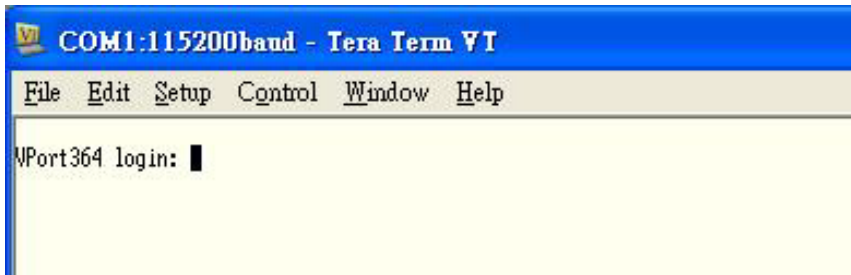 COM1:115200baud - Tera Term VT
File Edit Setup Control Window Help
VPort364 login: